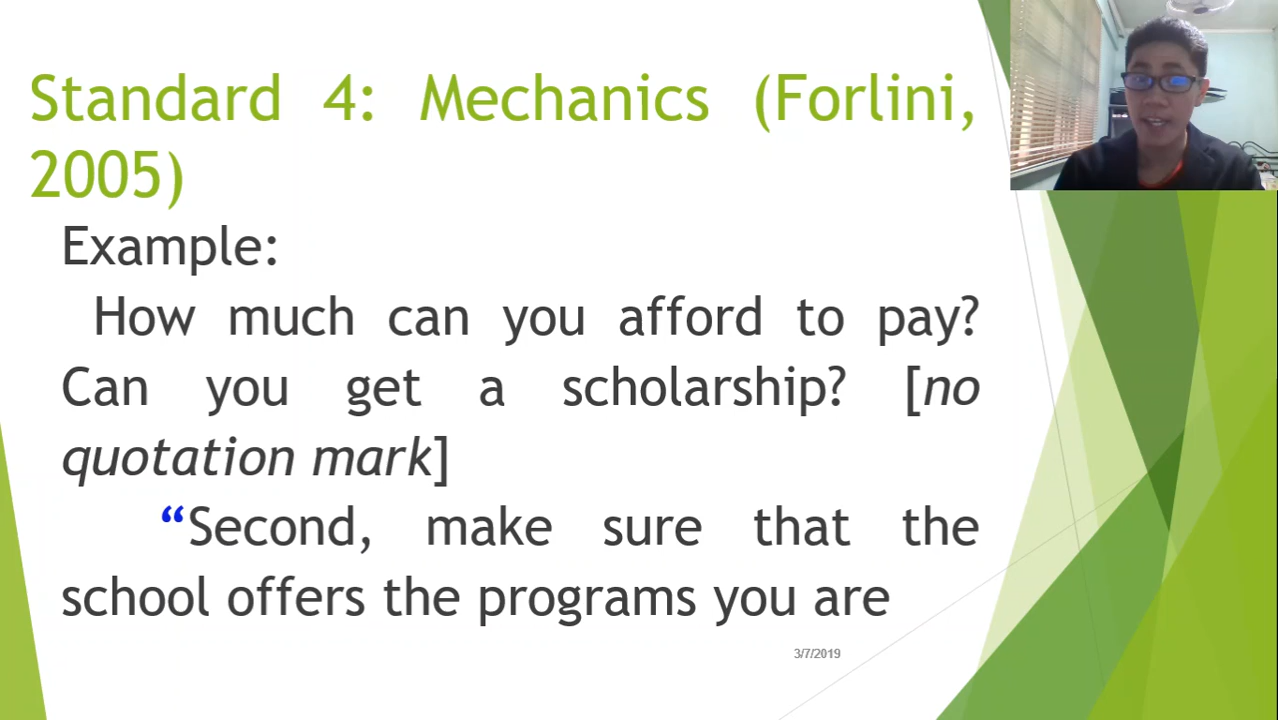 Standard 4: Mechanics (Forlini,
2005)
Example:
How much can you afford to pay?
Can you get a scholarship? [no
quotation mark]
“Second, make sure that the
school offers the programs you are
3/7/2019